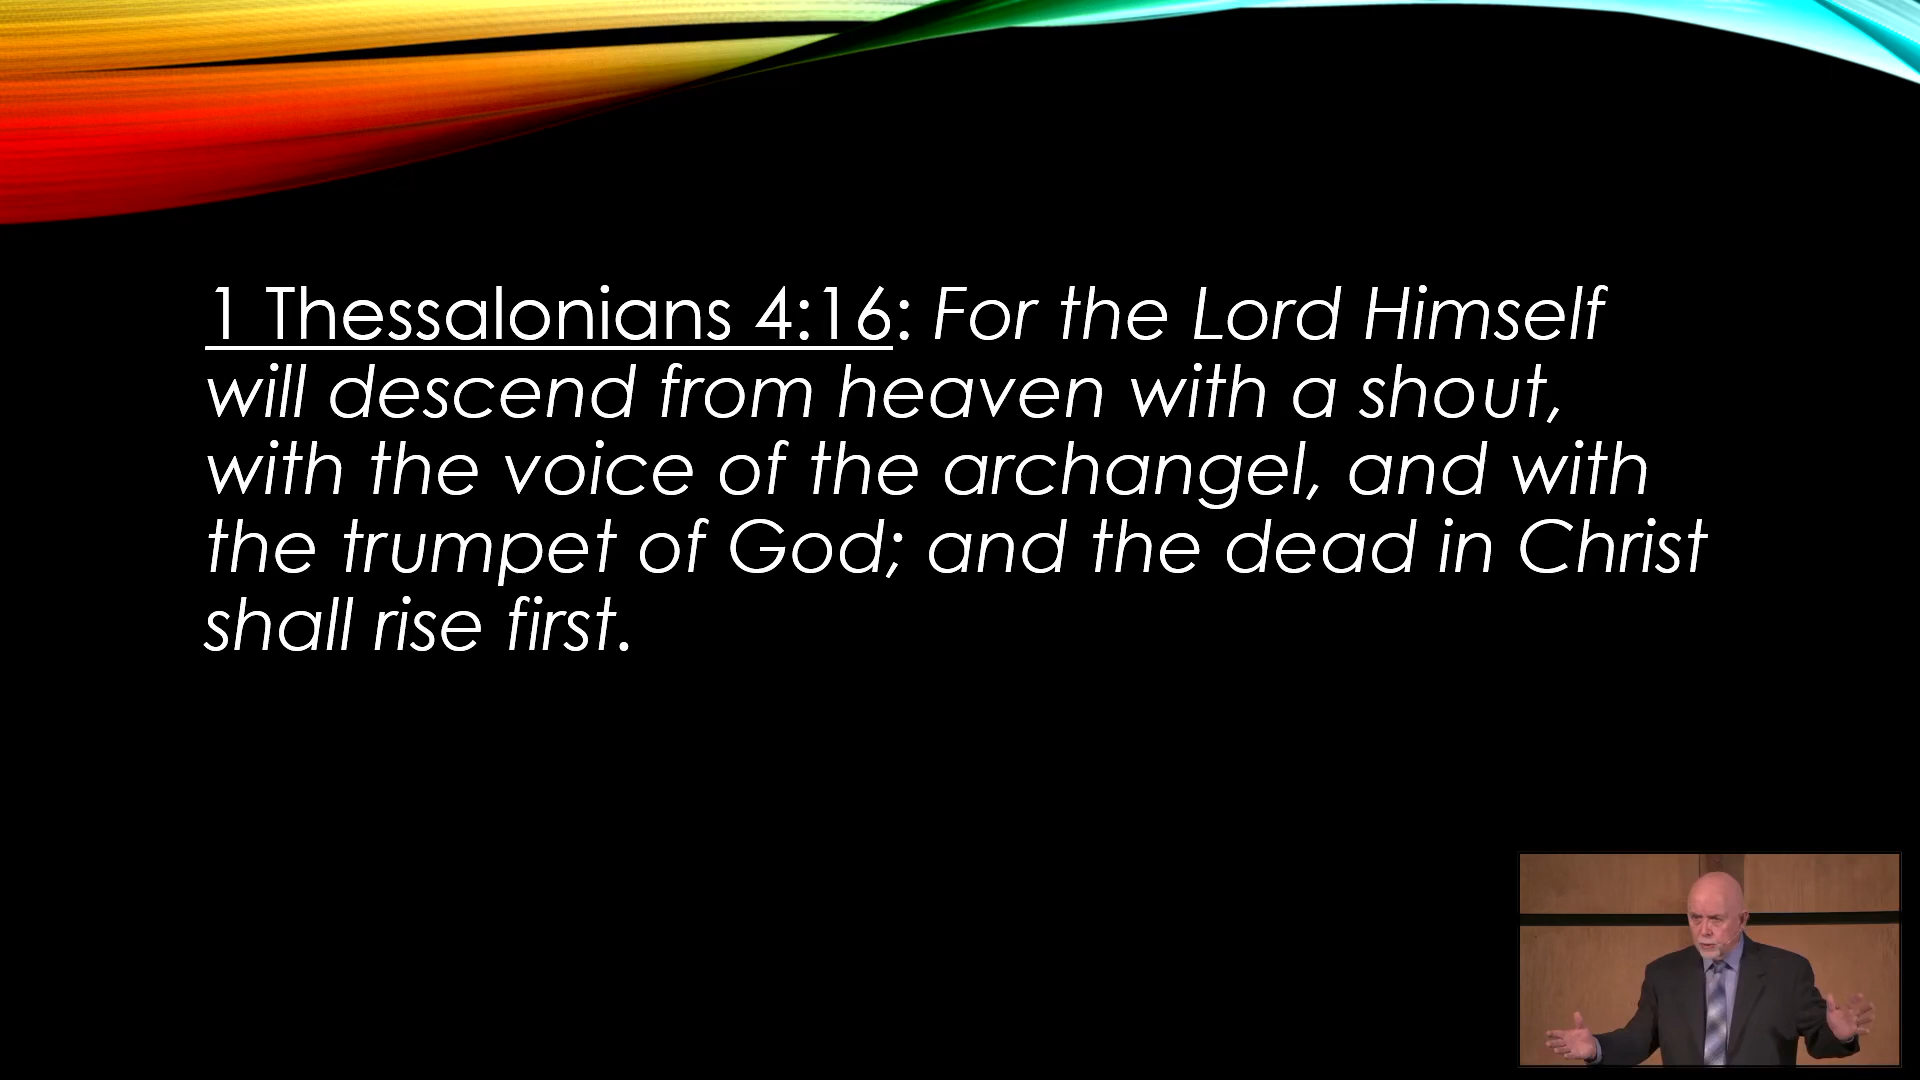 1 Thessalonians 4:16: For the Lord Himself
will descend from heaven with a shout,
with the voice of the archangel, and with
the trumpet of God; and the dead in Christ
shall rise first.